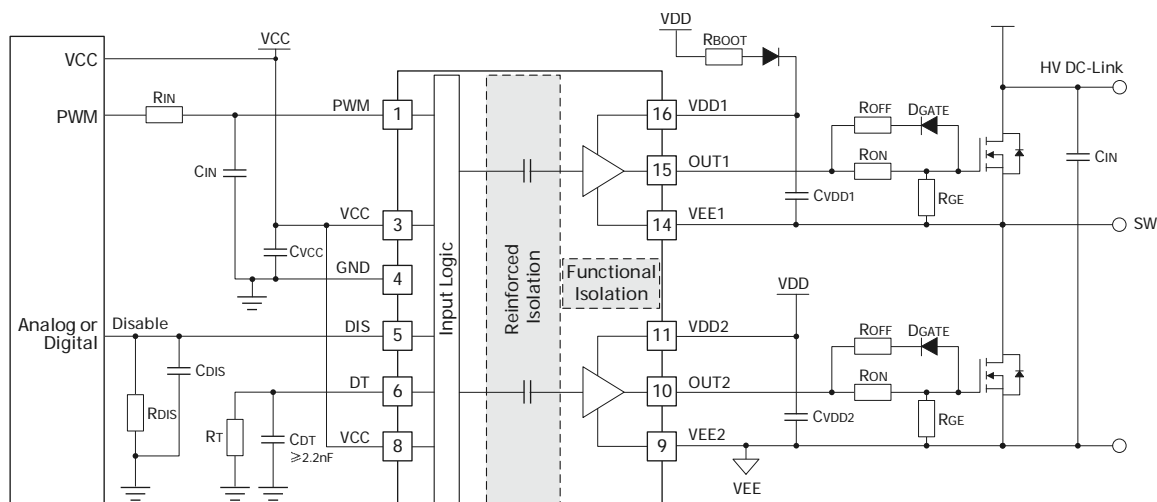 VCC
PWM
Analog or
Digital
VCC
RIN
CIN
CVCC
Disable
RDIS
CDIS
RT
CDT
≥2.2nF
PWM
1
VCC
3
GND
4
DIS
5
DT
6
VCC
8
Input Logic
Reinforced
Isolation
Functional
Isolation
16
VDD1
15
OUT1
14
VEE1
11
VDD2
10
OUT2
9
VEE2
VDD
RBOOT
CVDD1
ROFF
DGATE
RON
RGE
HV DC-Link
CIN
SW
VDD
CVDD2
ROFF
DGATE
RON
RGE
VEE